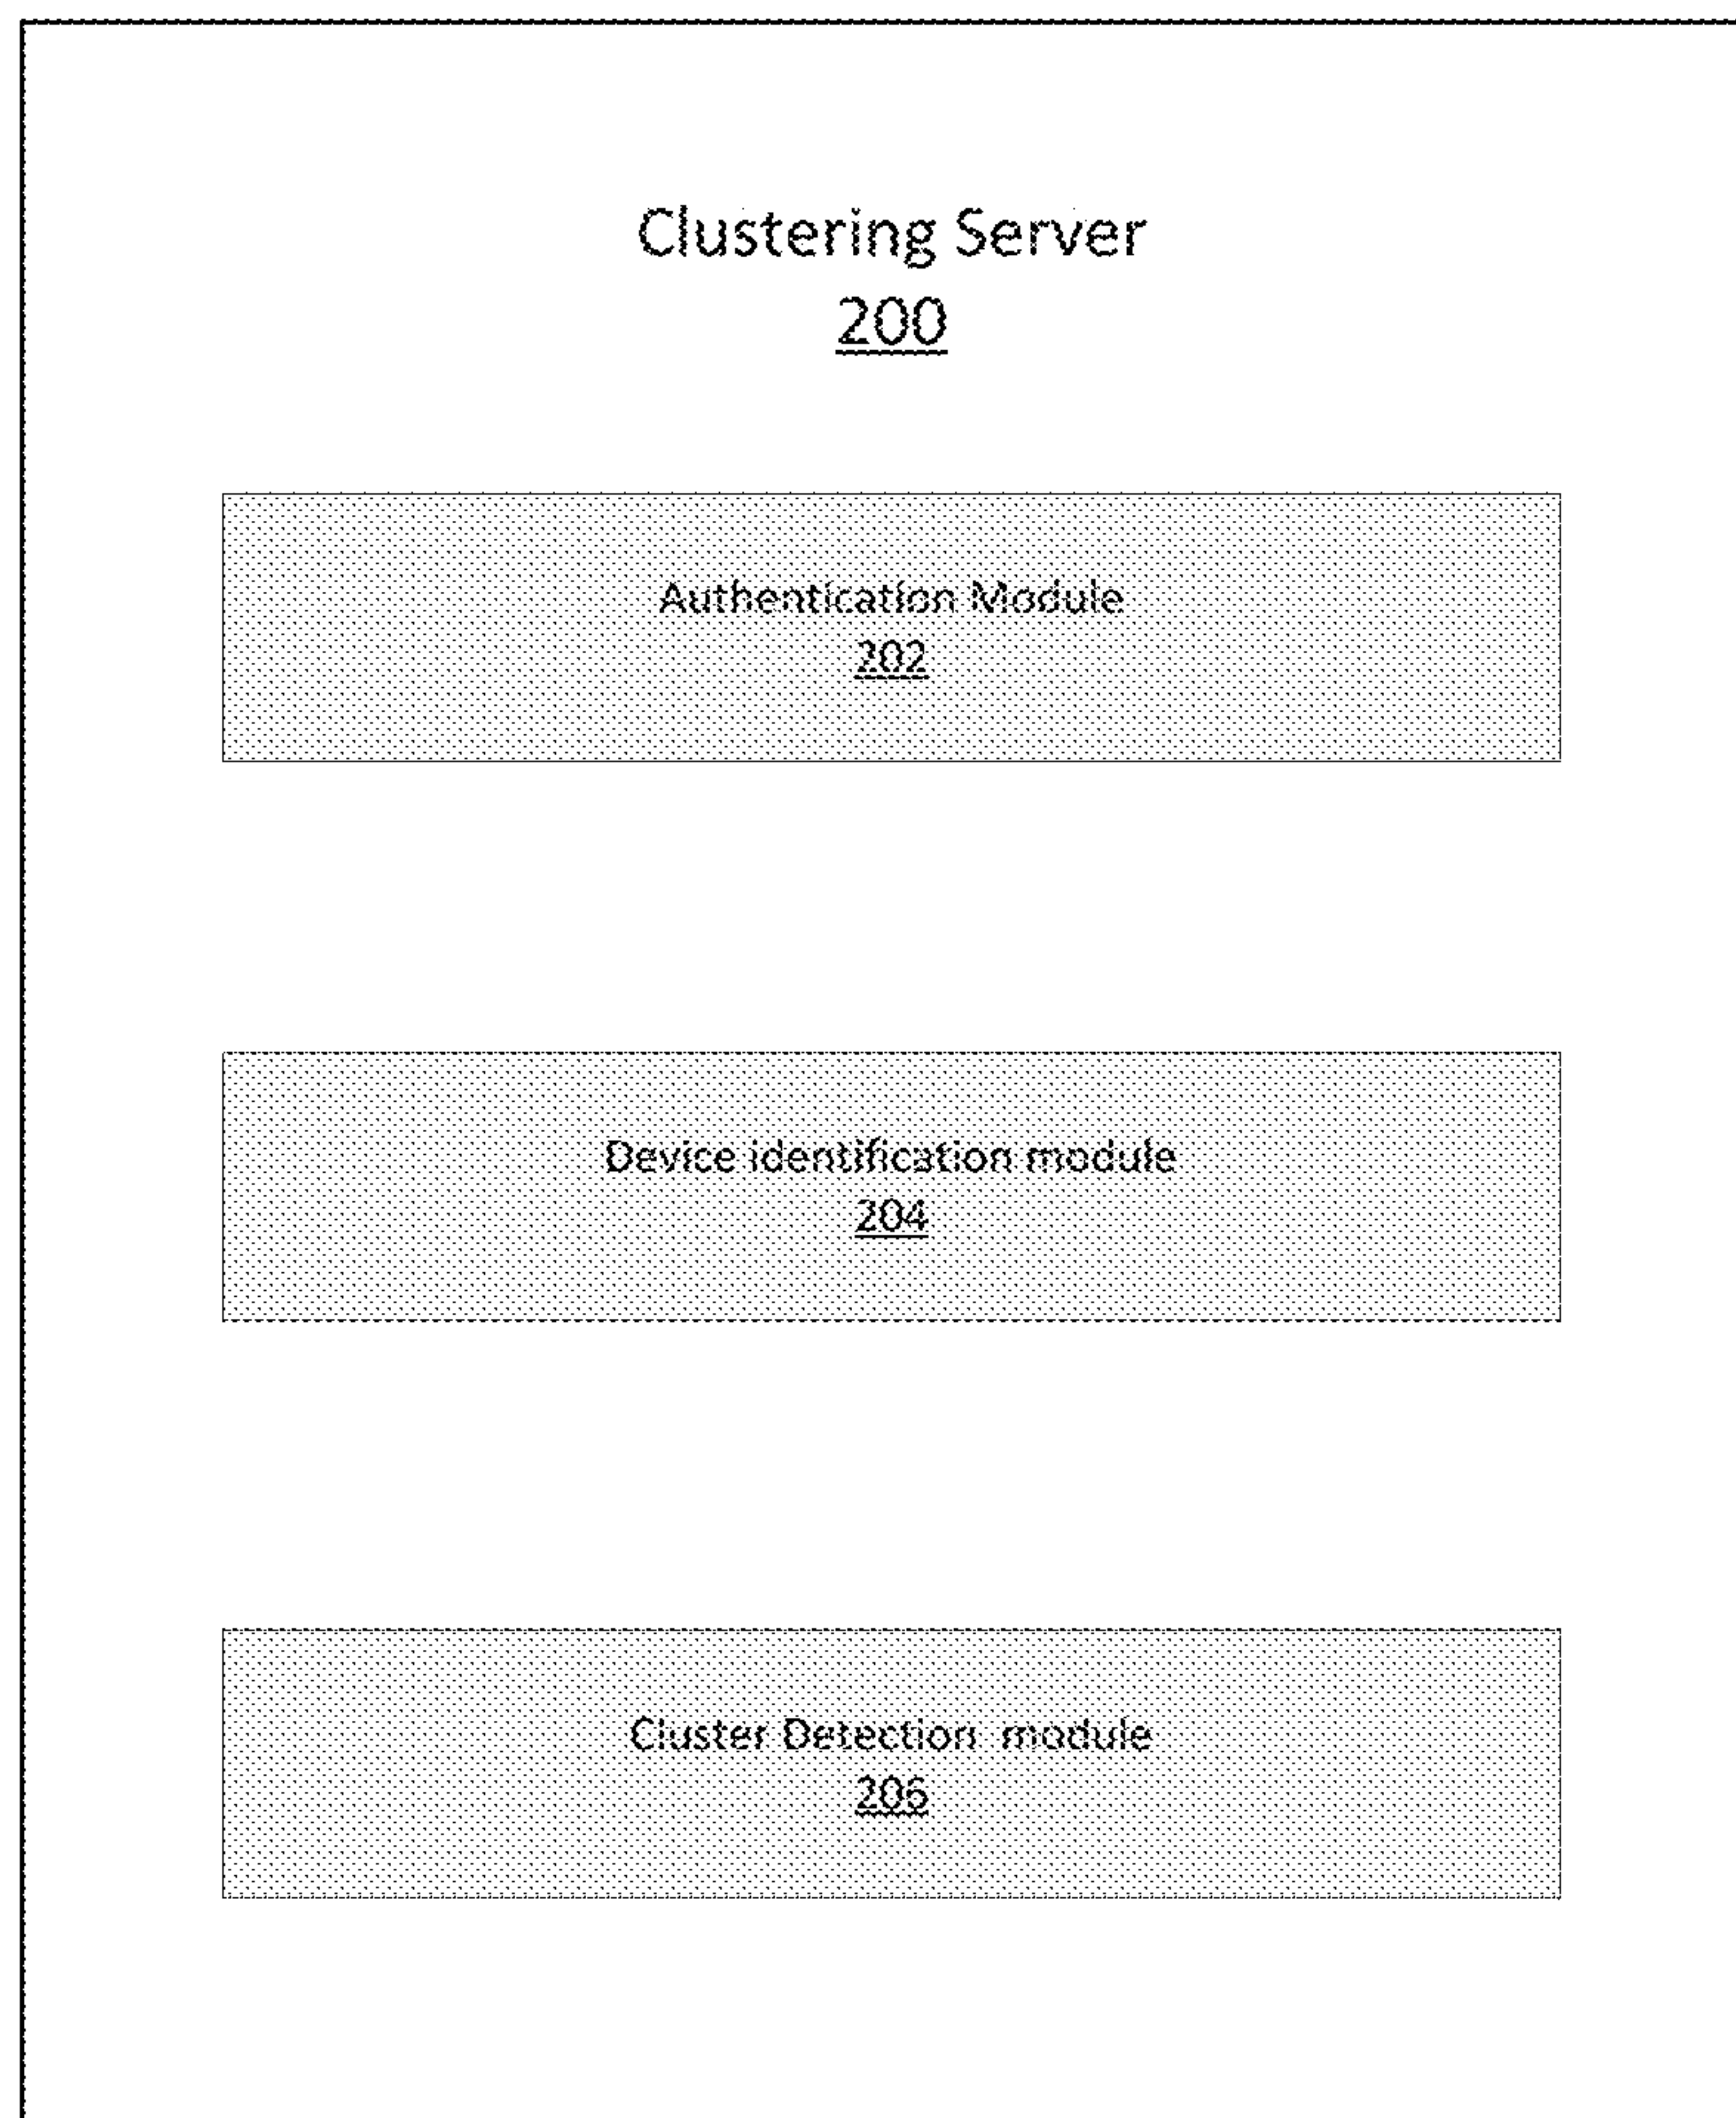 Clustering Server
200
Authentication Module
202
Device identification module
204
Cluster Detection module
206